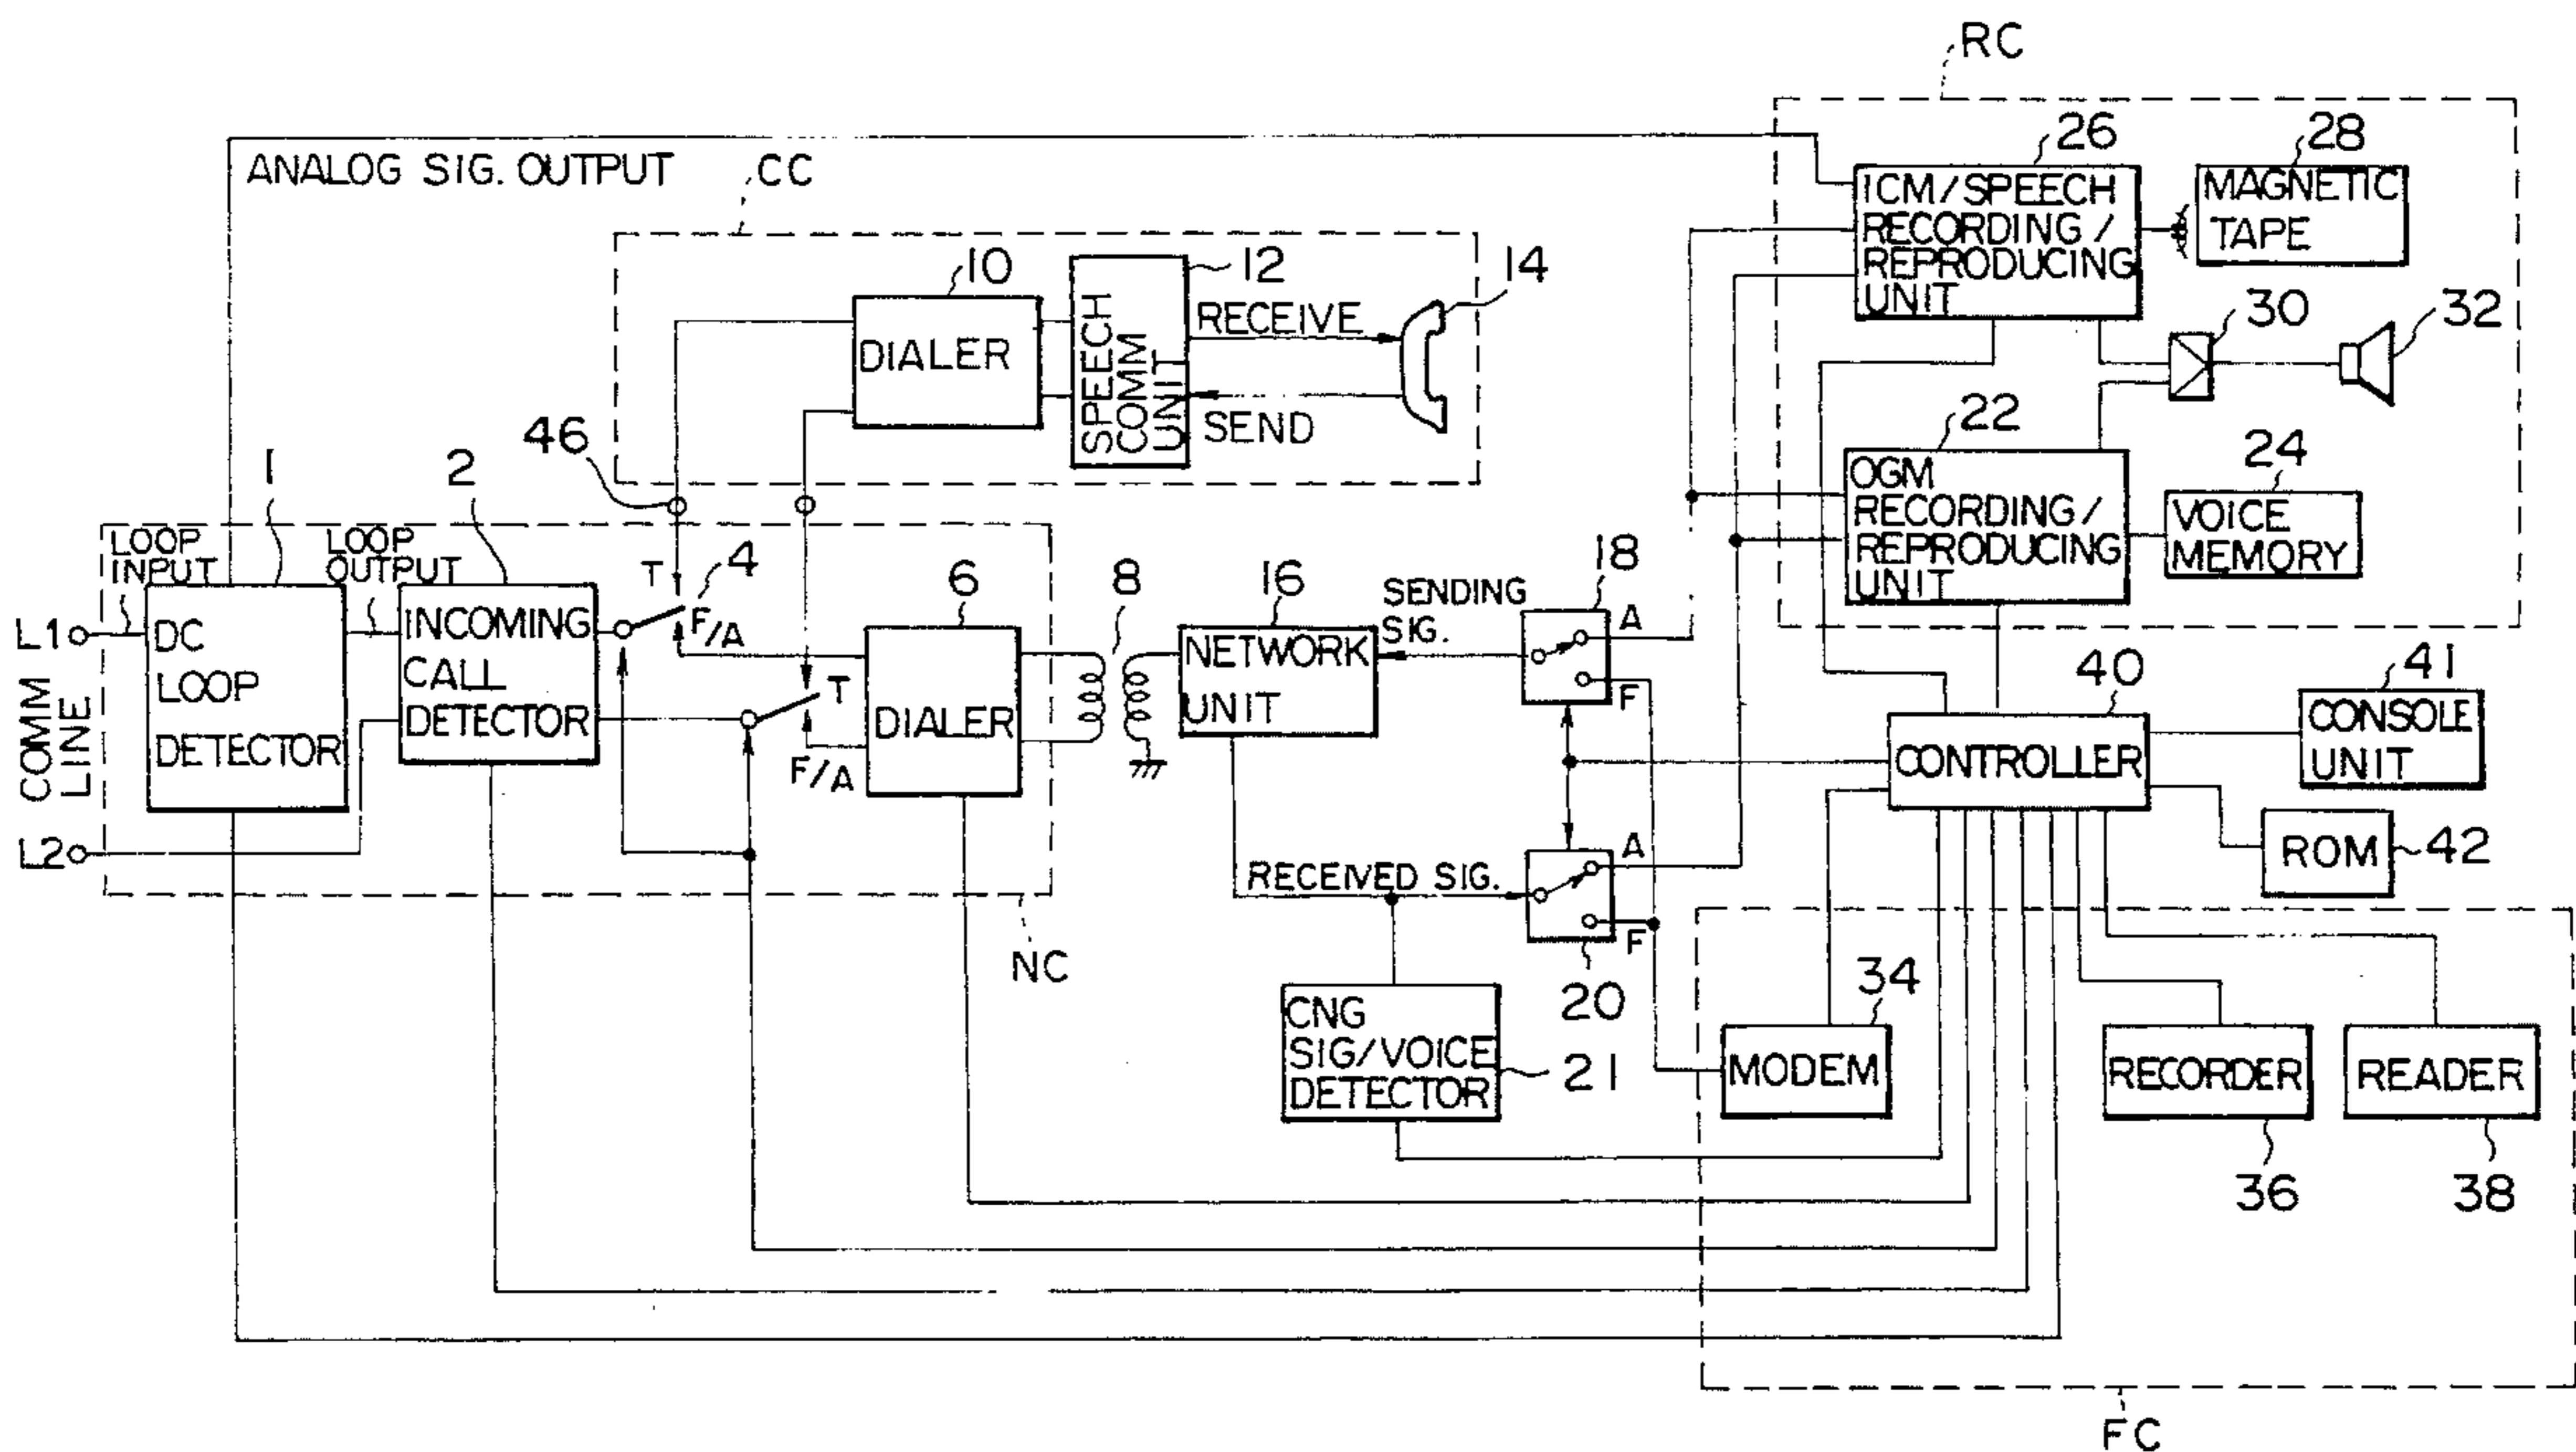 RC
ANALOG SIG. OUTPUT
CC
26
28
ICM/SPEECH
RECORDING/
REPRODUCING
UNIT
MAGNETIC
TAPE
10
12
14
DIALER
SPEECH
COMM
UNIT
RECEIVE
SEND
30
32
46
22
24
OGM
RECORDING/
REPRODUCING
UNIT
VOICE
MEMORY
1
2
LOOP
INPUT
LOOP
OUTPUT
T
4
F/A
6
8
16
SENDING
SIG.
18
A
F
L1
DC
LOOP
DETECTOR
INCOMING
CALL
DETECTOR
T
F/A
DIALER
NETWORK
UNIT
40
41
CONTROLLER
CONSOLE
UNIT
COMM
LINE
L2
ROM
42
RECEIVED SIG.
A
F
20
NC
CNG
SIG/VOICE
DETECTOR
21
34
MODEM
RECORDER
READER
36
38
FC